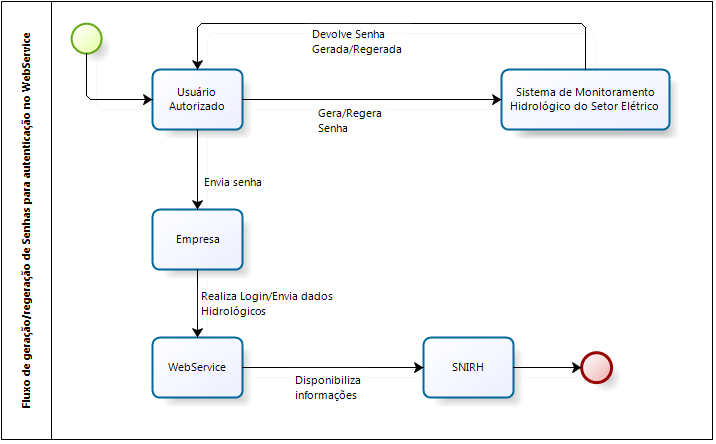 Fluxo de geração/regeração de Senhas para autenticação no WebService
Devolve Senha
Gerada/Regerada
Usuário
Autorizado
Sistema de Monitoramento
Hidrológico do Setor Elétrico
Gera/Regera
Senha
Envia senha
Empresa
Realiza Login/Envia dados
Hidrológicos
WebService
Disponibiliza
informações
SNIRH